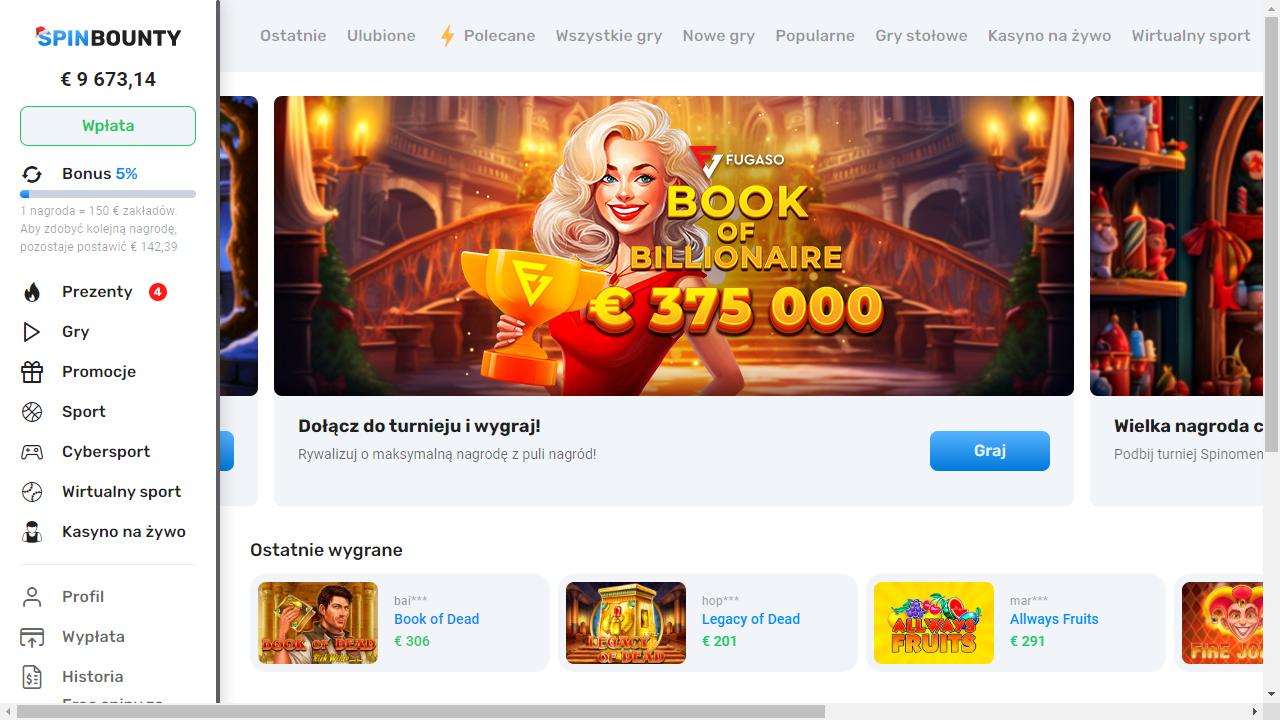 SPINBOUNTY
€ 9 673,14
Wpłata
Bonus 5%
1 nagroda = 150 € zakładów.
Aby zdobyć kolejną nagrodę,
pozostaje postawić € 142,39
Prezenty 4
Gry
Promocje
Sport
Cybersport
Wirtualny sport
Kasyno na żywo
Profil
Wypłata
Historia
Ostatnie Ulubione Polecane Wszystkie gry Nowe gry Popularne Gry stołowe Kasyno na żywo Wirtualny sport
FUGASO
BOOK
OF
BILLIONAIRE
€ 375 000
Dołącz do turnieju i wygraj!
Rywalizuj o maksymalną nagrodę z puli nagród!
Graj
Wielka nagroda
Podbij turniej Spinomen
Ostatnie wygrane
BOOK OF DEAD
bai***
Book of Dead
€ 306
LEGACY
OF DEAD
hop***
Legacy of Dead
€ 201
ALLWAYS
FRUITS
mar***
Allways Fruits
€ 291
FIRE JO